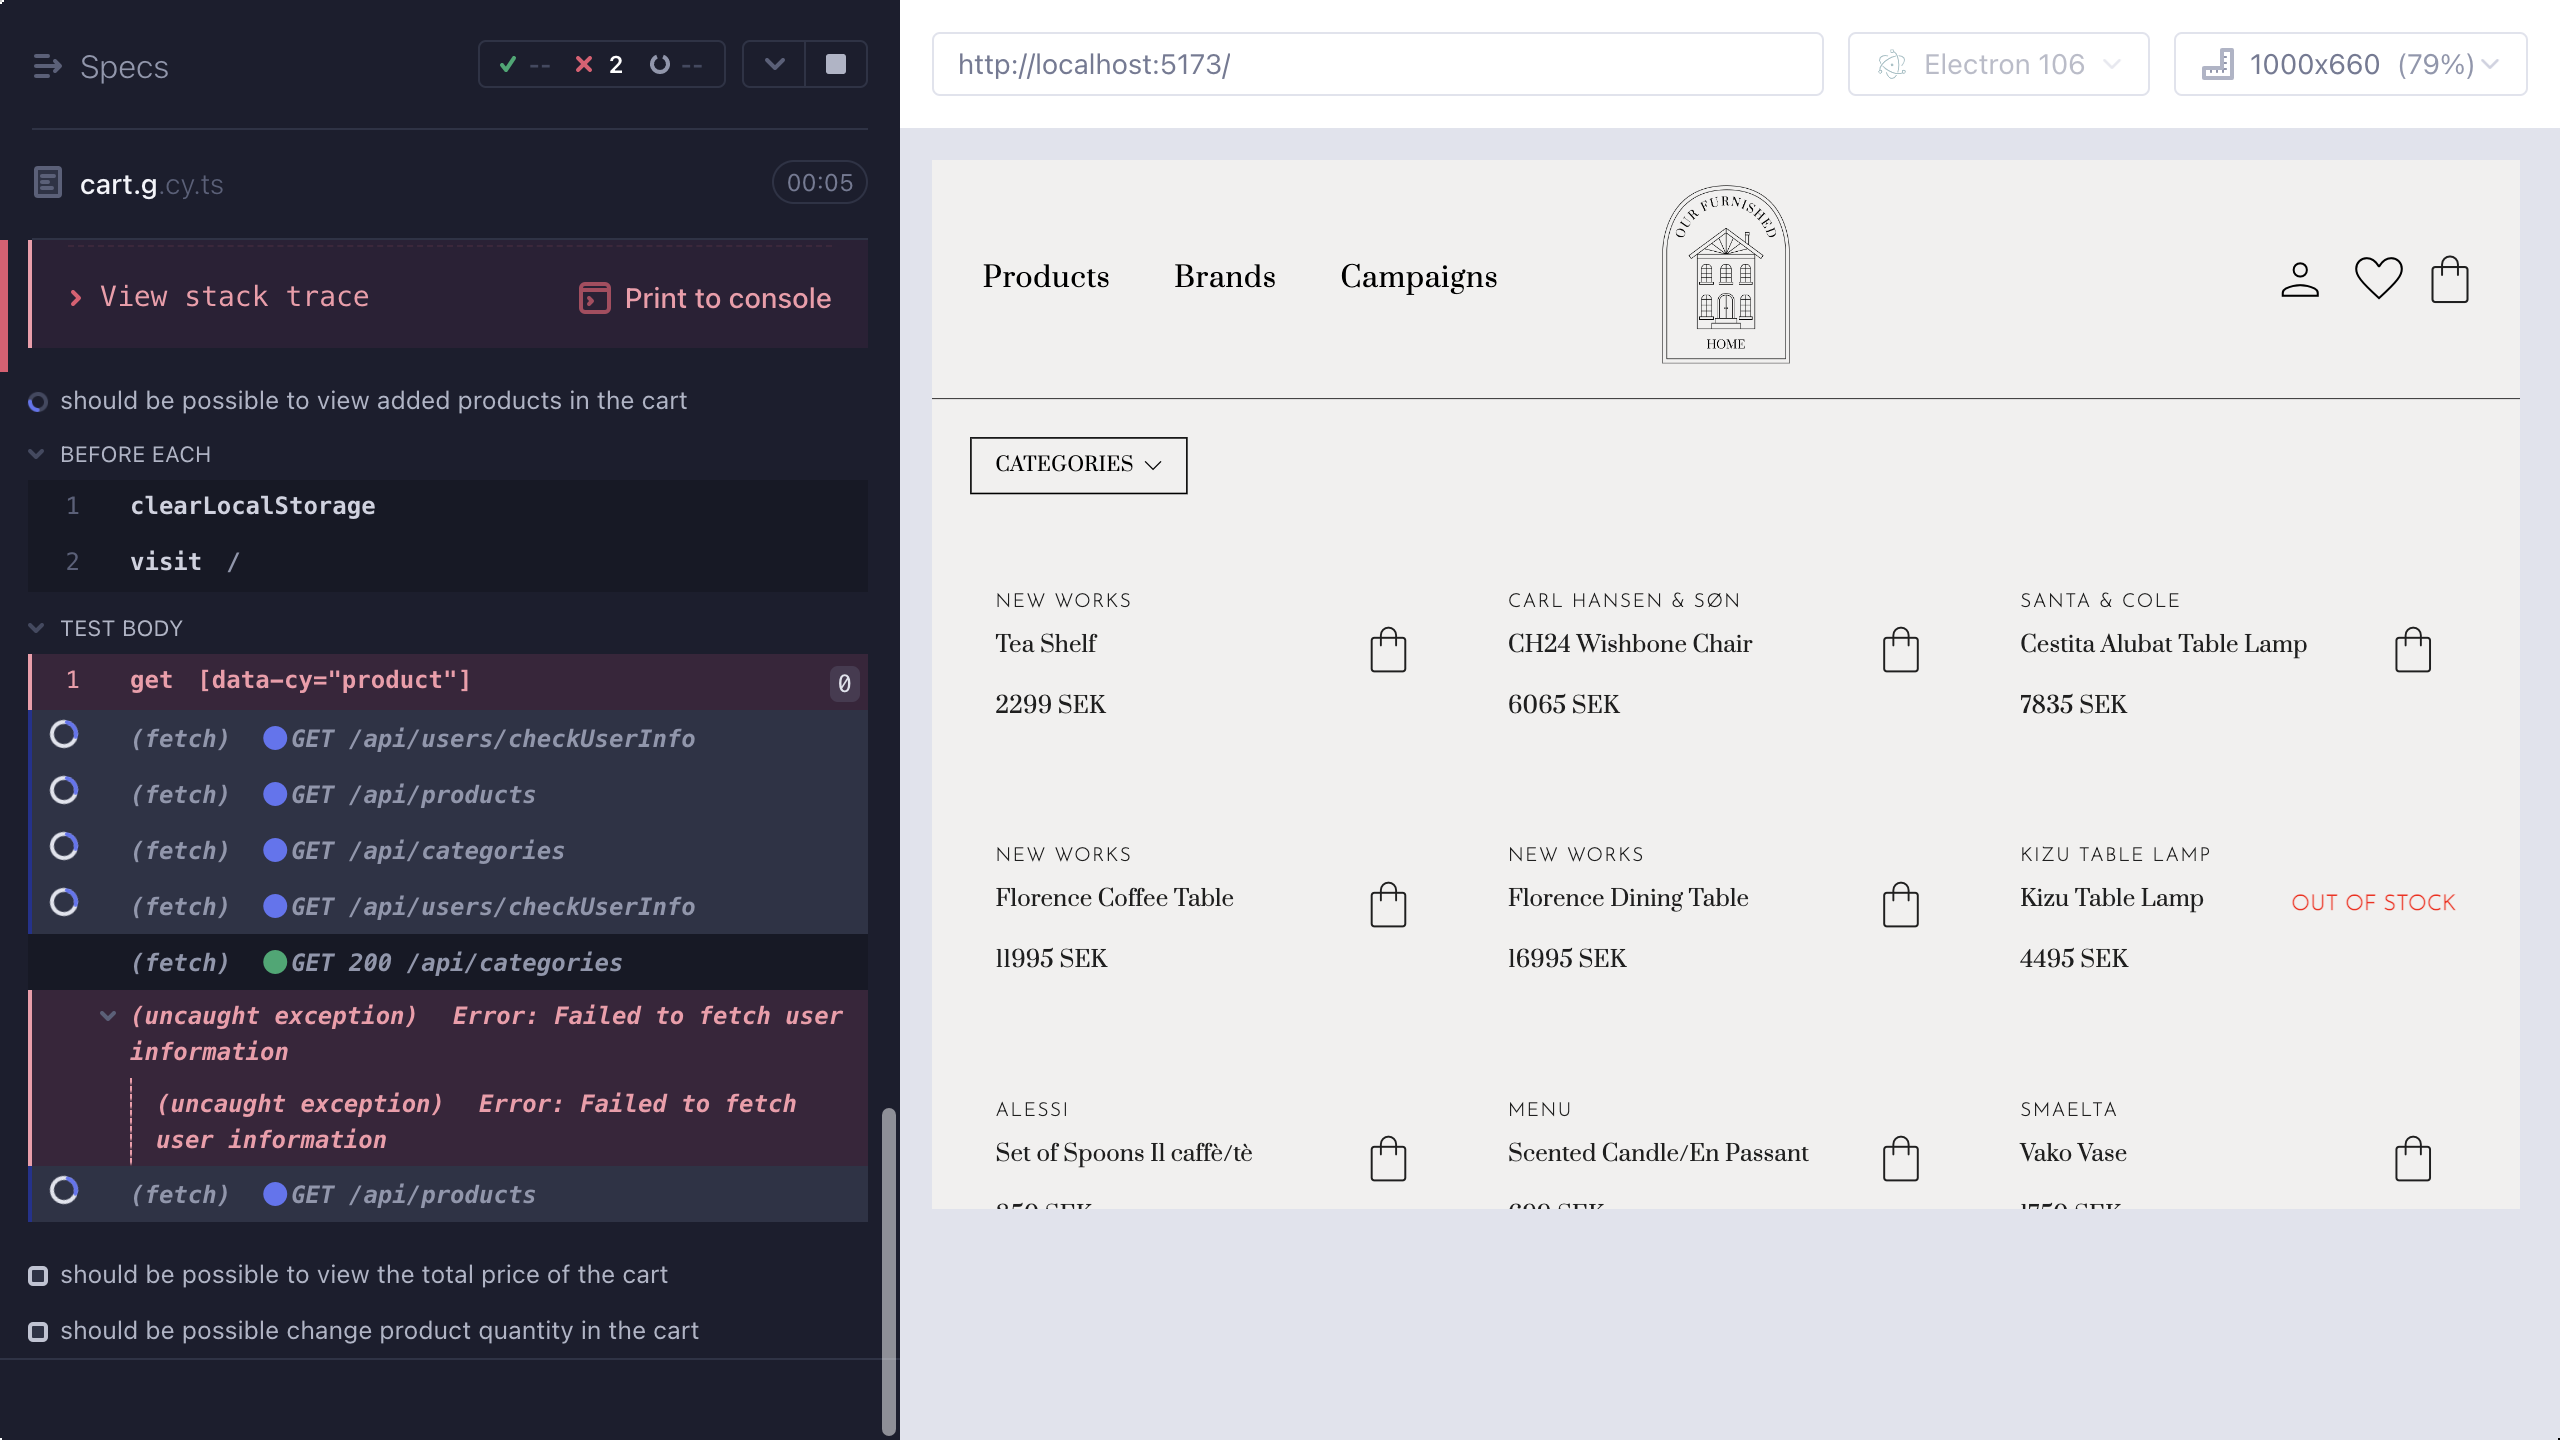 Specs
-- 2 --
cart.g.cy.ts
00:05
View stack trace
Print to console
should be possible to view added products in the cart
BEFORE EACH
1 clearLocalStorage
2 visit /
TEST BODY
1 get [data-cy="product"] 0
(fetch) GET /api/users/checkUserInfo
(fetch) GET /api/products
(fetch) GET /api/categories
(fetch) GET /api/users/checkUserInfo
(fetch) GET 200 /api/categories
(uncaught exception) Error: Failed to fetch user
information
(uncaught exception) Error: Failed to fetch
user information
(fetch) GET /api/products
should be possible to view the total price of the cart
should be possible change product quantity in the cart
http://localhost:5173/
Electron 106
1000x660 (79%)
Products Brands Campaigns
OUR FURNISHED
HOME
CATEGORIES
NEW WORKS
Tea Shelf
2299 SEK
CARL HANSEN & SØN
CH24 Wishbone Chair
6065 SEK
SANTA & COLE
Cestita Alubat Table Lamp
7835 SEK
NEW WORKS
Florence Coffee Table
11995 SEK
NEW WORKS
Florence Dining Table
16995 SEK
KIZU TABLE LAMP
Kizu Table Lamp
OUT OF STOCK
4495 SEK
ALESSI
Set of Spoons Il caffè/tè
MENU
Scented Candle/En Passant
SMAELTA
Vako Vase